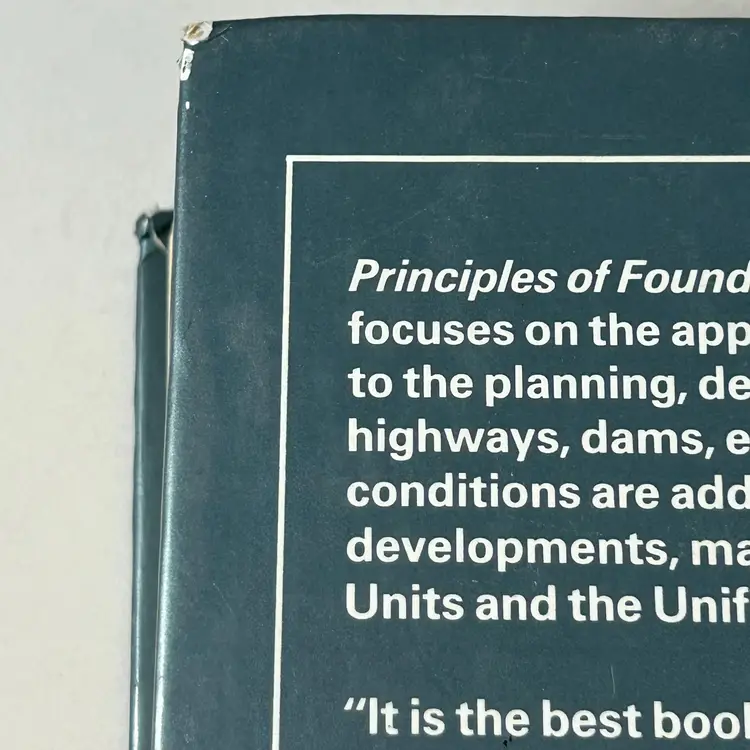 Principles of Found
focuses on the app
to the planning, de
highways, dams, e
conditions are add
developments, ma
Units and the Unif
“It is the best book